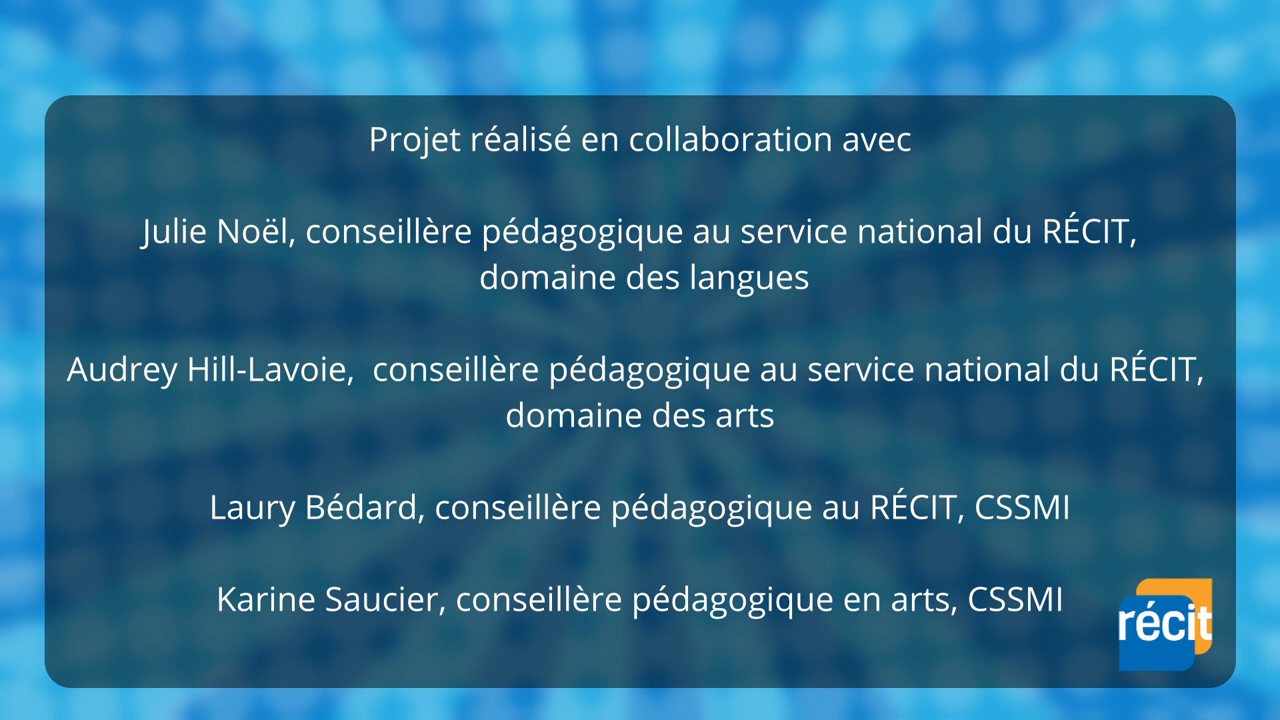 Projet réalisé en collaboration avec
Julie Noël, conseillère pédagogique au service national du RÉCIT,
domaine des langues
Audrey Hill-Lavoie, conseillère pédagogique au service national du RÉCIT,
domaine des arts
Laury Bédard, conseillère pédagogique au RÉCIT, CSSMI
Karine Saucier, conseillère pédagogique en arts, CSSMI
récit